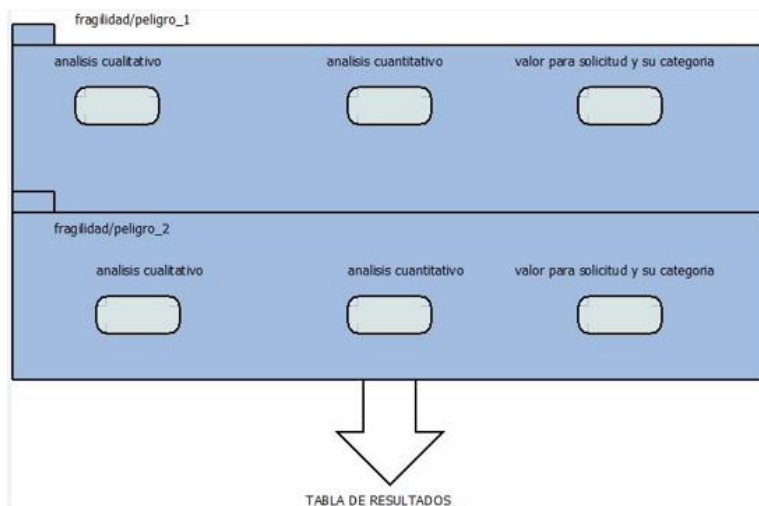 fragilidad/peligro_1
analisis cualitativo
analisis cuantitativo
valor para solicitud y su categoria
fragilidad/peligro_2
analisis cualitativo
analisis cuantitativo
valor para solicitud y su categoria
TABLA DE RESULTADOS